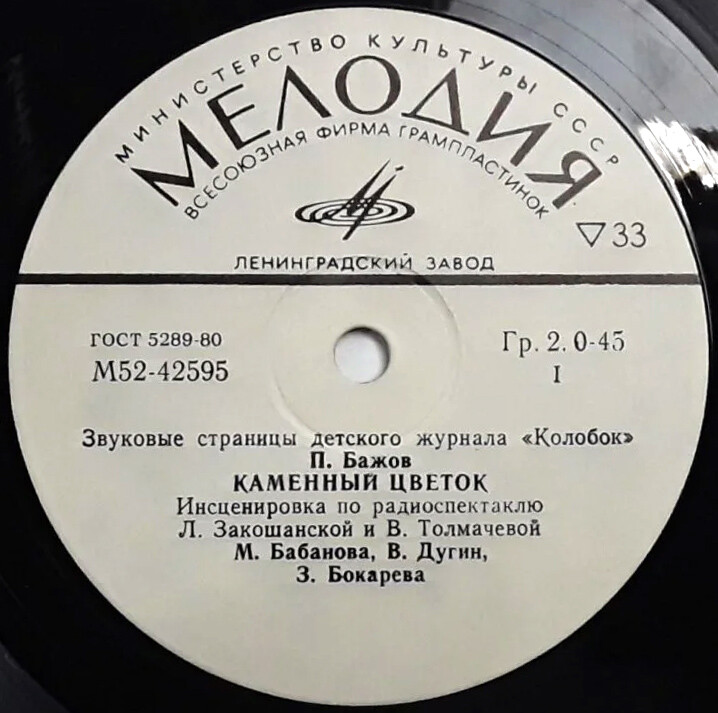 МИНИСТЕРСТВО КУЛЬТУРЫ СССР
МЕЛОДИЯ
ВСЕСОЮЗНАЯ ФИРМА ГРАМПЛАСТИНОК
▽33
ЛЕНИНГРАДСКИЙ ЗАВОД
ГОСТ 5289-80
Гр. 2. 0-45
М52-42595
I
Звуковые страницы детского журнала «Колобок»
П. Бажов
КАМЕННЫЙ ЦВЕТОК
Инсценировка по радиоспектаклю
Л. Закошанской и В. Толмачевой
М. Бабанова, В. Дугин,
З. Бокарева